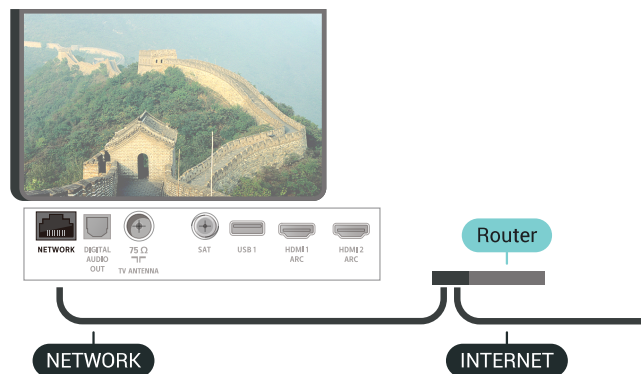 NETWORK
DIGITAL
AUDIO
OUT
75 Ω
TV ANTENNA
SAT
USB 1
HDMI 1
ARC
HDMI 2
ARC
Router
NETWORK
INTERNET